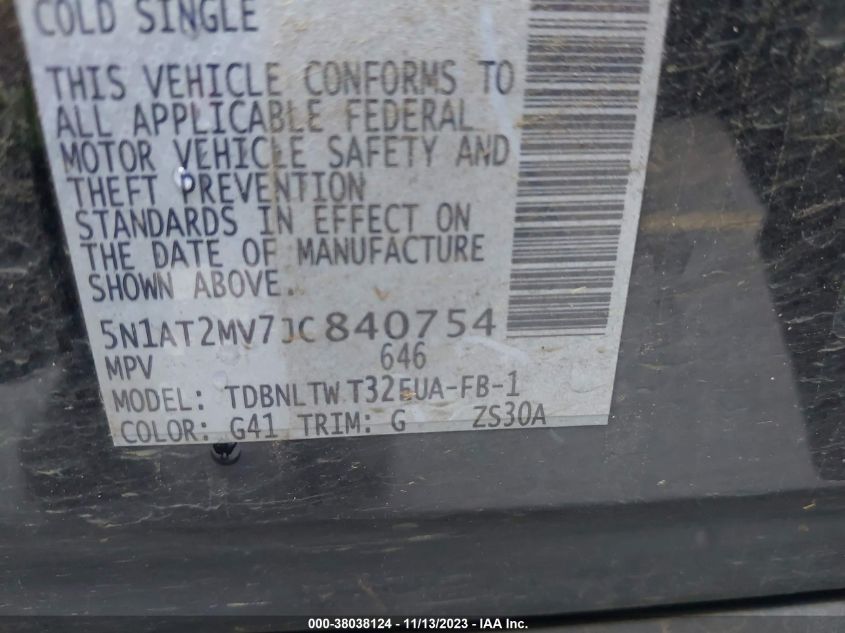 COLD SINGLE
THIS VEHICLE CONFORMS TO
ALL APPLICABLE FEDERAL
MOTOR VEHICLE SAFETY AND
THEFT PREVENTION
STANDARDS IN EFFECT ON
THE DATE OF MANUFACTURE
SHOWN ABOVE.
5N1AT2MV7JC840754
MPV 646
MODEL: TDBNLTW T32EUA-FB-1
COLOR: G41 TRIM: G ZS30A
000-38038124 - 11/13/2023 - IAA Inc.